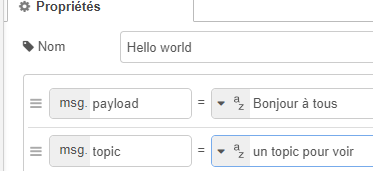 Propriétés
Nom Hello world
msg. payload = az Bonjour à tous
msg. topic = az un topic pour voir